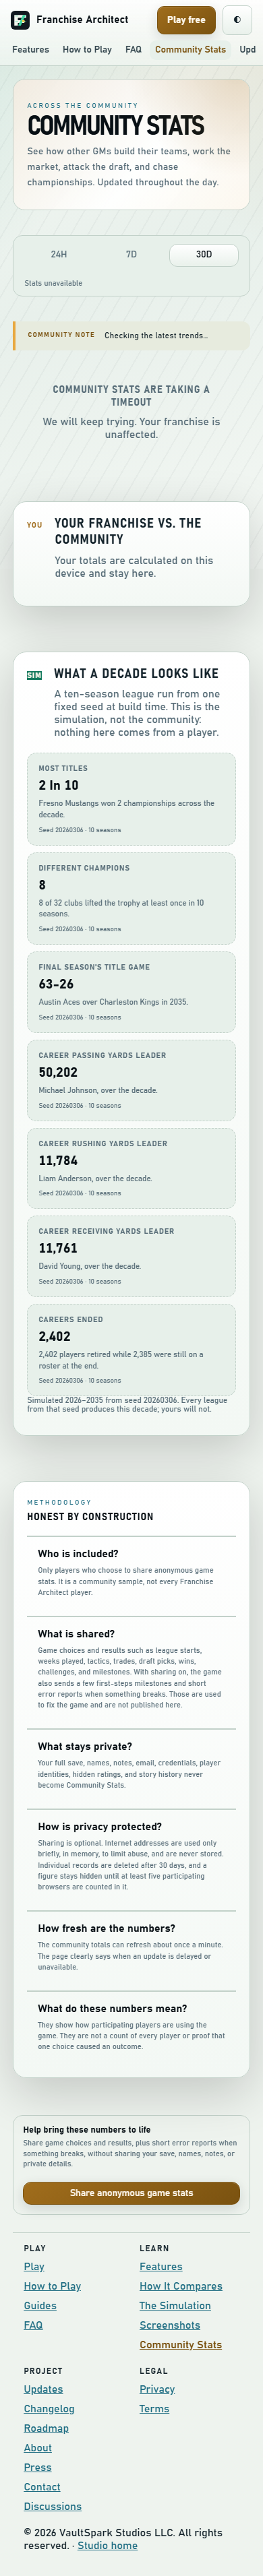 Franchise Architect
Play free
Features How to Play FAQ Community Stats Upd
ACROSS THE COMMUNITY
COMMUNITY STATS
See how other GMs build their teams, work the
market, attack the draft, and chase
championships. Updated throughout the day.
24H 7D 30D
Stats unavailable
COMMUNITY NOTE Checking the latest trends…
COMMUNITY STATS ARE TAKING A
TIMEOUT
We will keep trying. Your franchise is
unaffected.
YOU
YOUR FRANCHISE VS. THE
COMMUNITY
Your totals are calculated on this
device and stay here.
SIM
WHAT A DECADE LOOKS LIKE
A ten-season league run from one
fixed seed at build time. This is the
simulation, not the community:
nothing here comes from a player.
MOST TITLES
2 In 10
Fresno Mustangs won 2 championships across the
decade.
Seed 20260306 · 10 seasons
DIFFERENT CHAMPIONS
8
8 of 32 clubs lifted the trophy at least once in 10
seasons.
Seed 20260306 · 10 seasons
FINAL SEASON'S TITLE GAME
63-26
Austin Aces over Charleston Kings in 2035.
Seed 20260306 · 10 seasons
CAREER PASSING YARDS LEADER
50,202
Michael Johnson, over the decade.
Seed 20260306 · 10 seasons
CAREER RUSHING YARDS LEADER
11,784
Liam Anderson, over the decade.
Seed 20260306 · 10 seasons
CAREER RECEIVING YARDS LEADER
11,761
David Young, over the decade.
Seed 20260306 · 10 seasons
CAREERS ENDED
2,402
2,402 players retired while 2,385 were still on a
roster at the end.
Seed 20260306 · 10 seasons
Simulated 2026–2035 from seed 20260306. Every league
from that seed produces this decade; yours will not.
METHODOLOGY
HONEST BY CONSTRUCTION
Who is included?
Only players who choose to share anonymous game
stats. It is a community sample, not every Franchise
Architect player.
What is shared?
Game choices and results such as league starts,
weeks played, tactics, trades, draft picks, wins,
challenges, and milestones. With sharing on, the game
also sends a few first-steps milestones and short
error reports when something breaks. Those are used
to fix the game and are not published here.
What stays private?
Your full save, names, notes, email, credentials, player
identities, hidden ratings, and story history never
become Community Stats.
How is privacy protected?
Sharing is optional. Internet addresses are used only
briefly, in memory, to limit abuse, and are never stored.
Individual records are deleted after 30 days, and a
figure stays hidden until at least five participating
browsers are counted in it.
How fresh are the numbers?
The community totals can refresh about once a minute.
The page clearly says when an update is delayed or
unavailable.
What do these numbers mean?
They show how participating players are using the
game. They are not a count of every player or proof that
one choice caused an outcome.
Help bring these numbers to life
Share game choices and results, plus short error reports when
something breaks, without sharing your save, names, notes, or
private details.
Share anonymous game stats
PLAY
Play
How to Play
Guides
FAQ
LEARN
Features
How It Compares
The Simulation
Screenshots
Community Stats
PROJECT
Updates
Changelog
Roadmap
About
Press
Contact
Discussions
LEGAL
Privacy
Terms
© 2026 VaultSpark Studios LLC. All rights
reserved. · Studio home